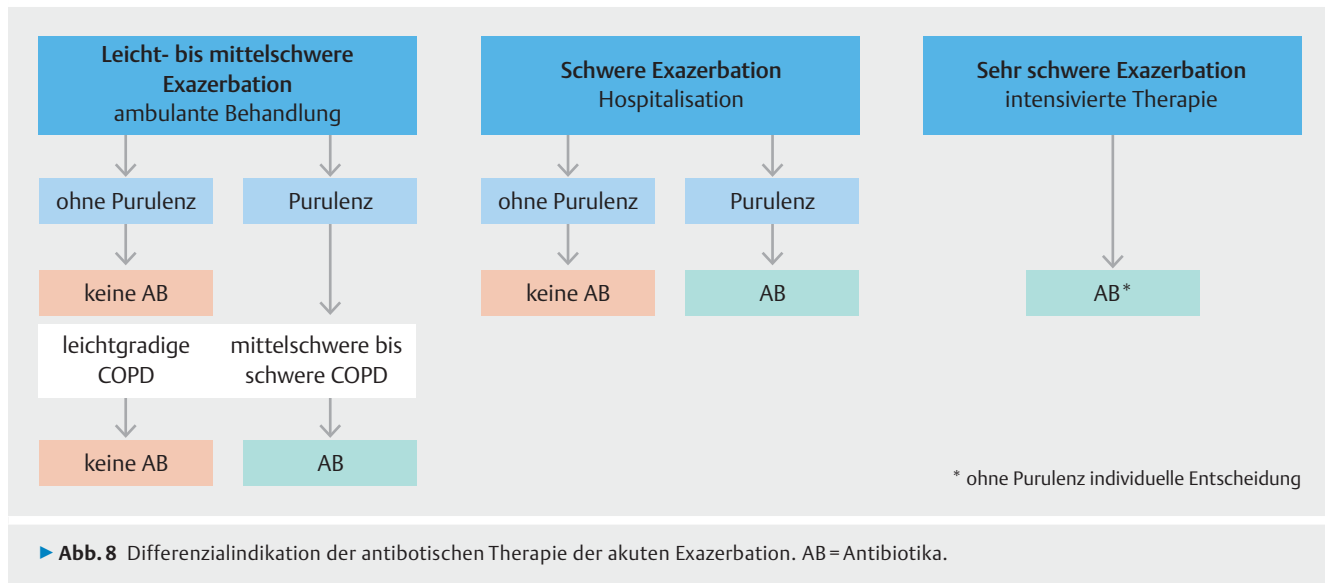 Leicht- bis mittelschwere
Exazerbation
ambulante Behandlung
ohne Purulenz
Purulenz
keine AB
leichtgradige
COPD
mittelschwere bis
schwere COPD
keine AB
AB
Schwere Exazerbation
Hospitalisation
ohne Purulenz
Purulenz
keine AB
AB
Sehr schwere Exazerbation
intensivierte Therapie
AB*
* ohne Purulenz individuelle Entscheidung
▶ Abb. 8 Differenzialindikation der antibotischen Therapie der akuten Exazerbation. AB = Antibiotika.